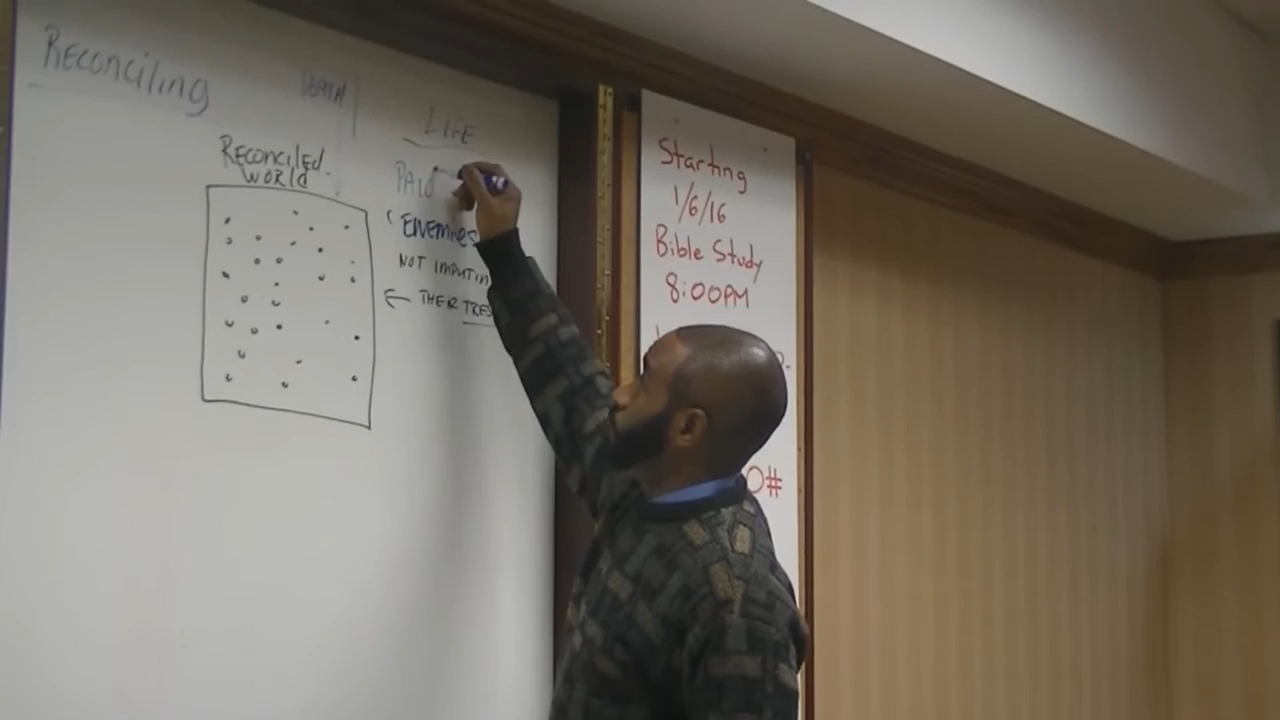 Reconciling
DEATH
LIFE
Reconciled
WORLD
PAID
ENEMIES
NOT IMPUTIN
← THEIR TRES
Starting
1/6/16
Bible Study
8:00PM
0#